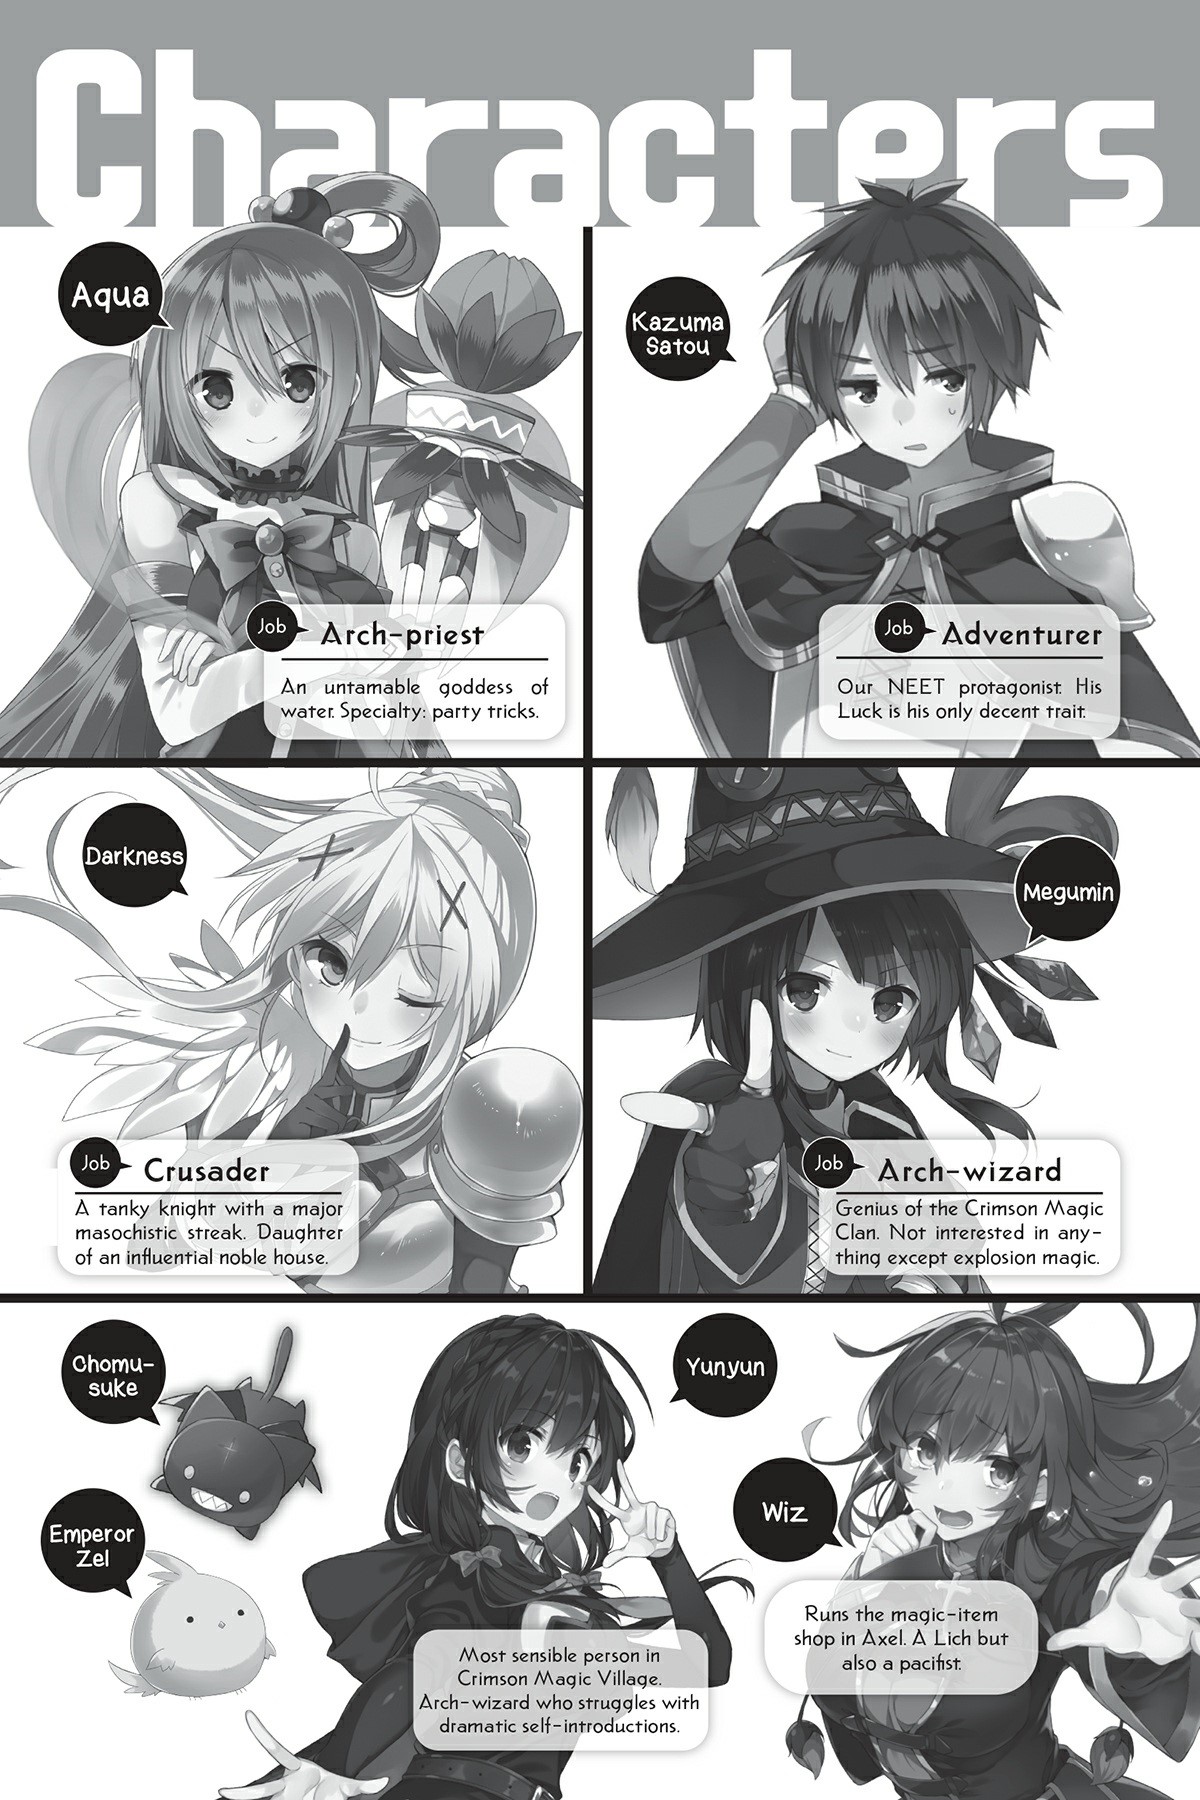 Characters
Aqua
Job
Arch-priest
An untamable goddess of
water. Specialty: party tricks.
Kazuma
Satou
Job
Adventurer
Our NEET protagonist. His
Luck is his only decent trait.
Darkness
Job
Crusader
A tanky knight with a major
masochistic streak. Daughter
of an influential noble house.
Megumin
Job
Arch-wizard
Genius of the Crimson Magic
Clan. Not interested in any-
thing except explosion magic.
Chomu-
suke
Emperor
Zel
Yunyun
Most sensible person in
Crimson Magic Village.
Arch-wizard who struggles with
dramatic self-introductions.
Wiz
Runs the magic-item
shop in Axel. A Lich but
also a pacifist.